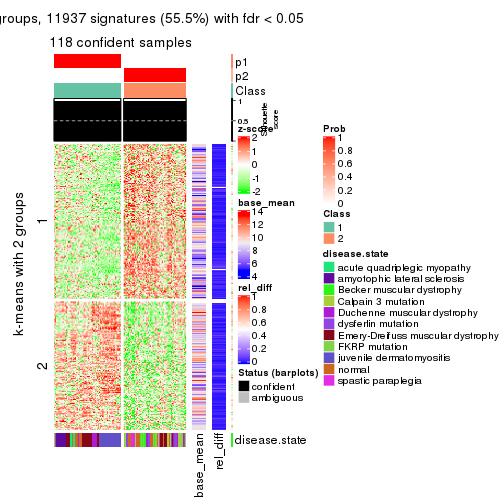 groups, 11937 signatures (55.5%) with fdr < 0.05
118 confident samples
p1
p2
Class
1
0.5
Silhouette
score
k-means with 2 groups
1
2
disease.state
base_mean
rel_diff
z-score
2
1
0
-1
-2
base_mean
14
12
10
8
6
4
rel_diff
1
0.8
0.6
0.4
0.2
0
Status (barplots)
confident
ambiguous
Prob
1
0.8
0.6
0.4
0.2
0
Class
1
2
disease.state
acute quadriplegic myopathy
amyotrophic lateral sclerosis
Becker muscular dystrophy
Calpain 3 mutation
Duchenne muscular dystrophy
dysferlin mutation
Emery-Dreifuss muscular dystrophy
FKRP mutation
juvenile dermatomyositis
normal
spastic paraplegia